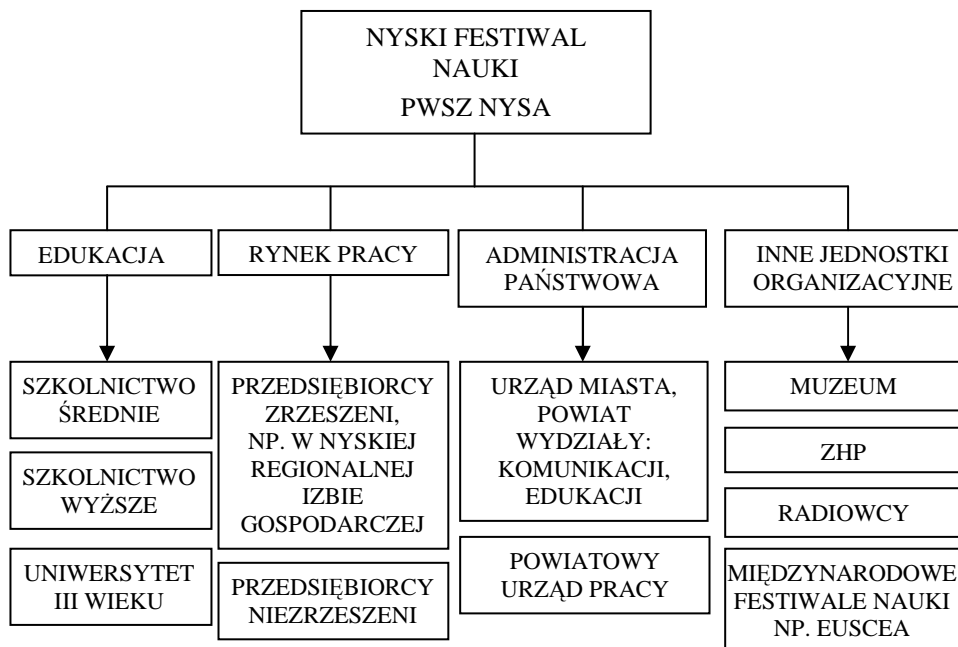 NYSKI FESTIWAL
NAUKI
PWSZ NYSA
EDUKACJA
RYNEK PRACY
ADMINISTRACJA
PAŃSTWOWA
INNE JEDNOSTKI
ORGANIZACYJNE
SZKOLNICTWO
ŚREDNIE
SZKOLNICTWO
WYŻSZE
UNIWERSYTET
III WIEKU
PRZEDSIĘBIORCY
ZRZESZENI,
NP. W NYSKIEJ
REGIONALNEJ
IZBIE
GOSPODARCZEJ
PRZEDSIĘBIORCY
NIEZRZESZENI
URZĄD MIASTA,
POWIAT
WYDZIAŁY:
KOMUNIKACJI,
EDUKACJI
POWIATOWY
URZĄD PRACY
MUZEUM
ZHP
RADIOWCY
MIĘDZYNARODOWE
FESTIWALE NAUKI
NP. EUSCEA